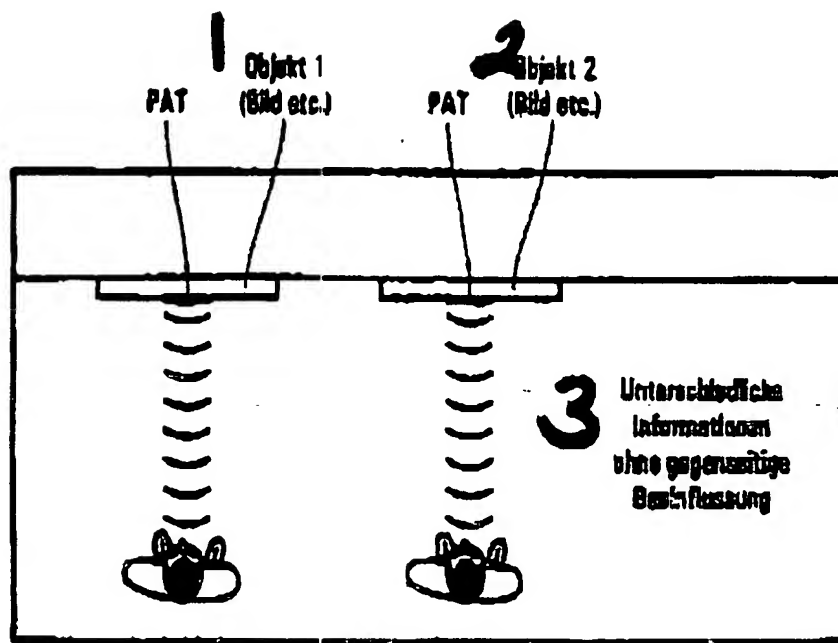 1
Objekt 1
PAT
(Bild etc.)
2
Objekt 2
PAT
(Bild etc.)
3
Unterschiedliche
Informationen
ohne gegenseitige
Beeinflussung